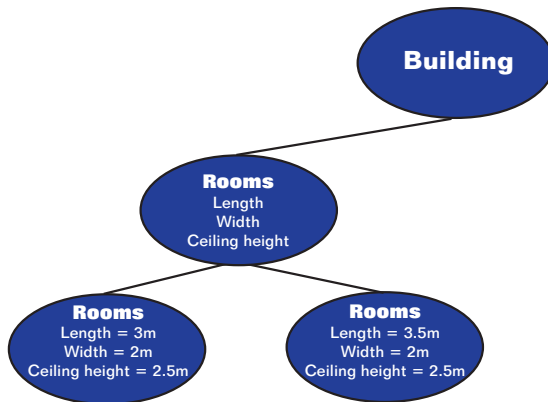 Building
Rooms
Length
Width
Ceiling height
Rooms
Length = 3m
Width = 2m
Ceiling height = 2.5m
Rooms
Length = 3.5m
Width = 2m
Ceiling height = 2.5m